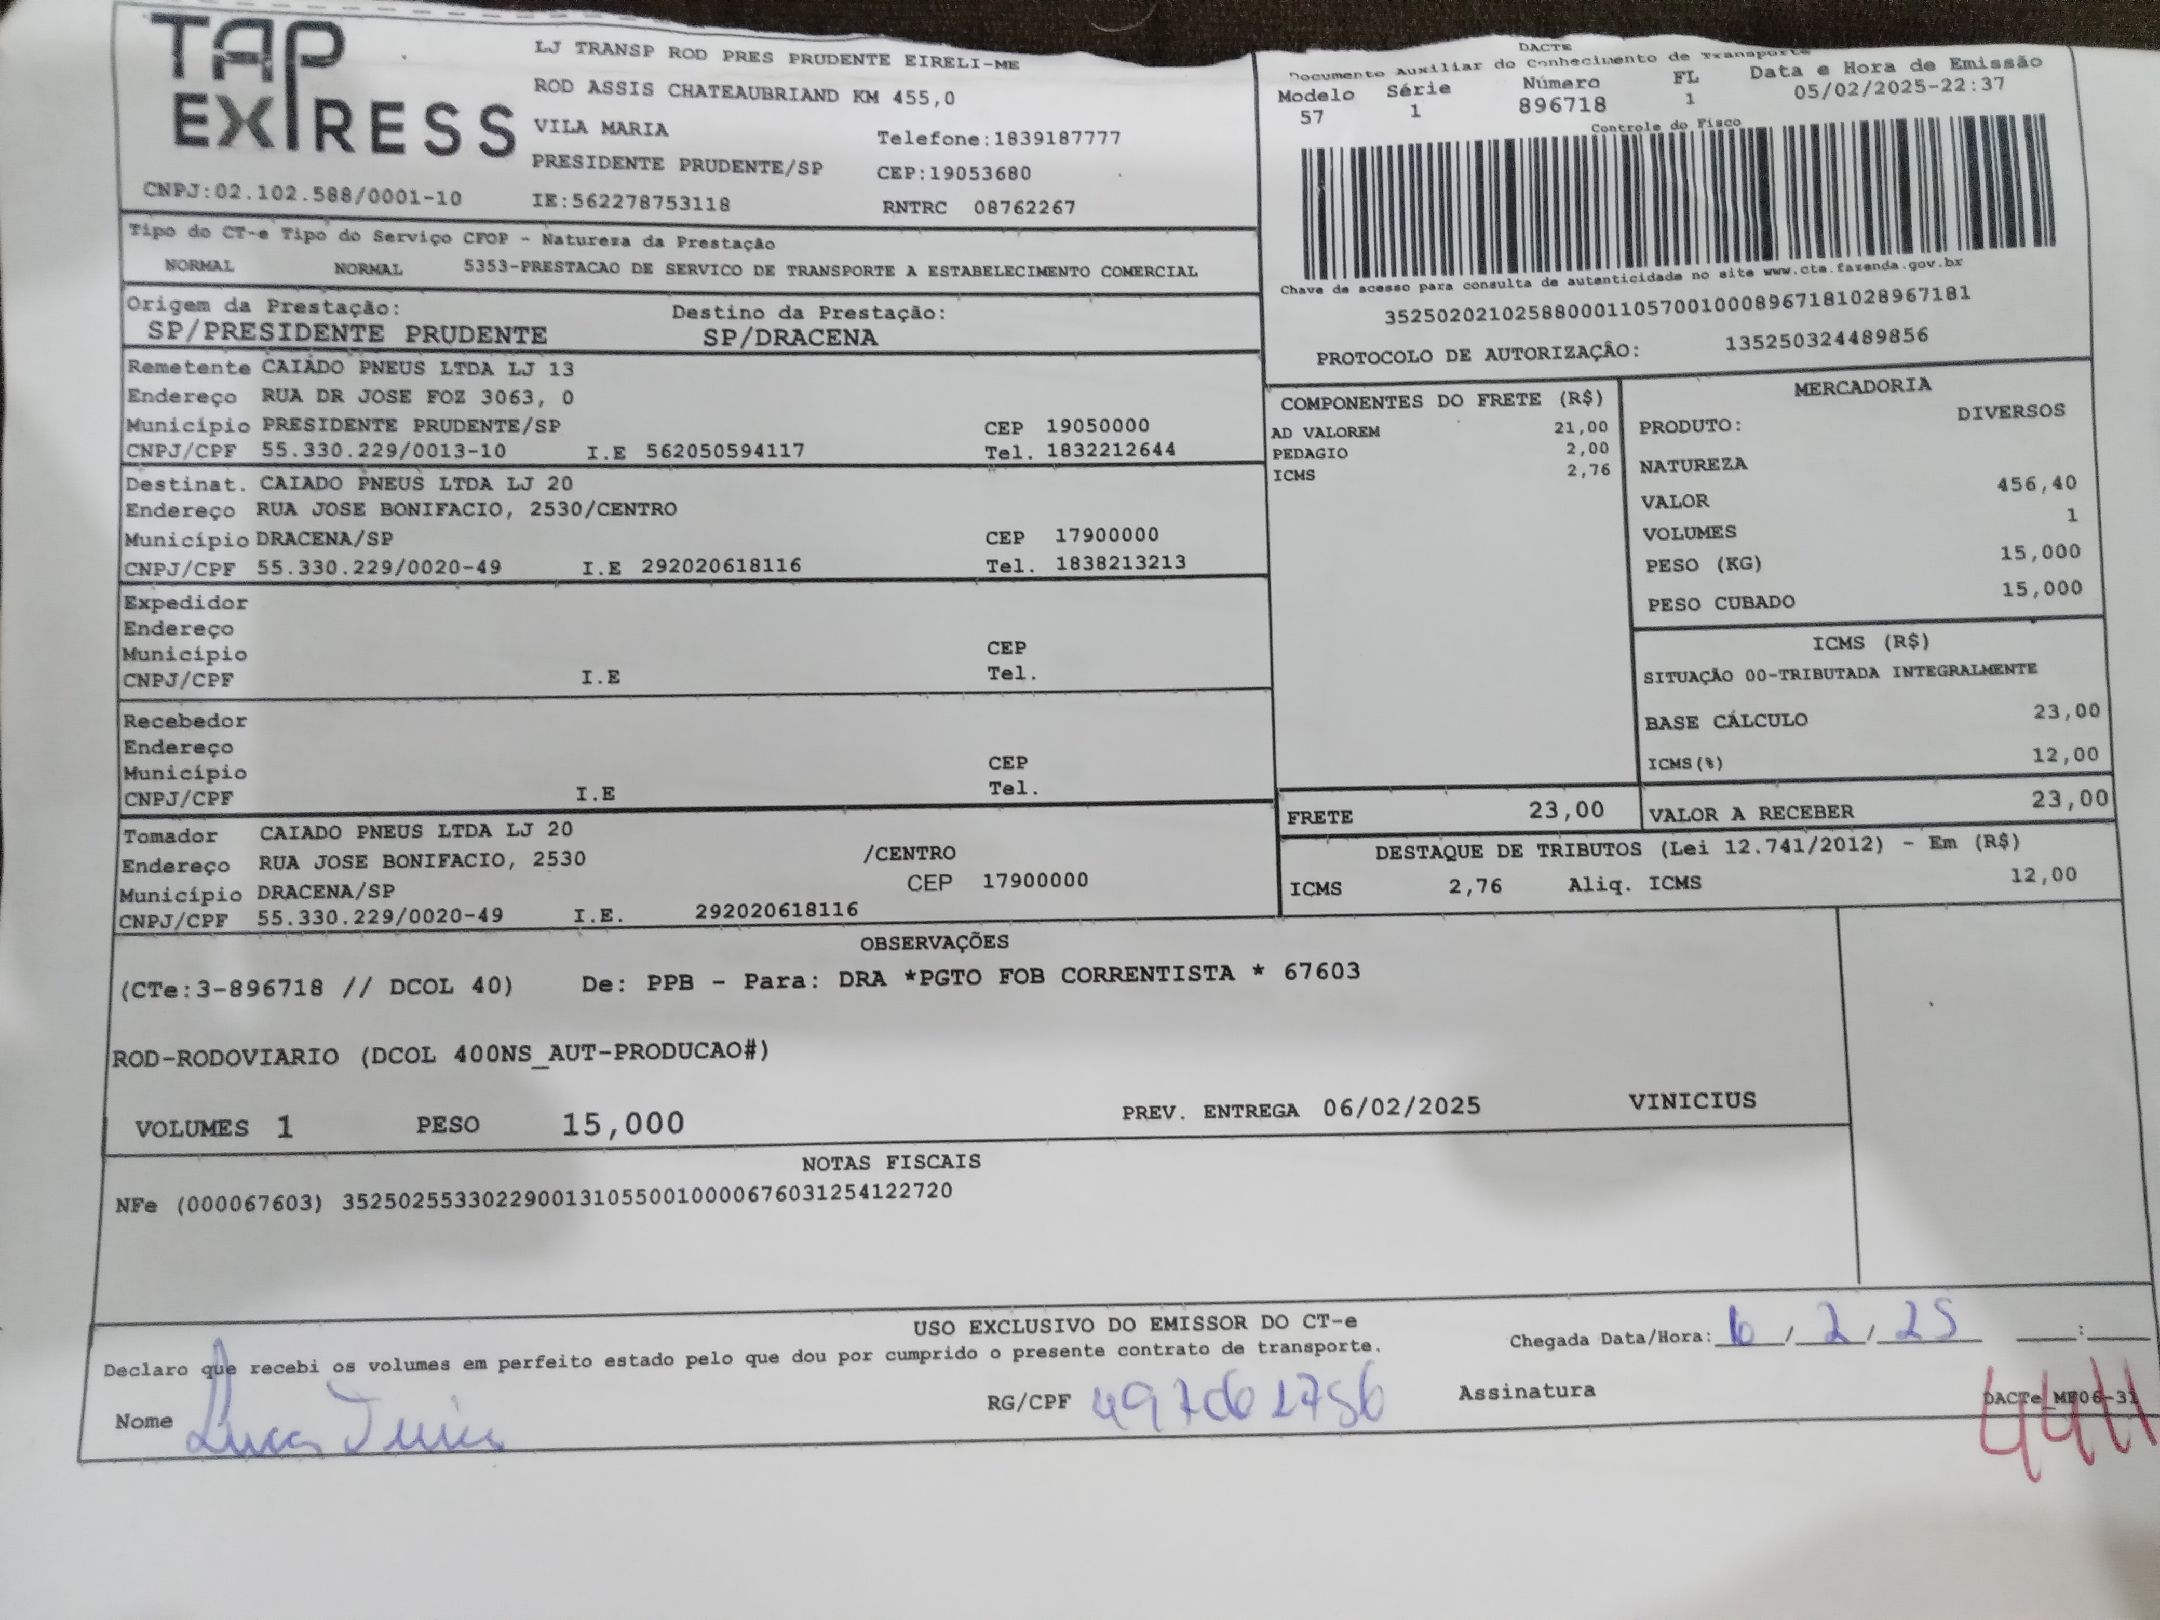 TAP EXPRESS
LJ TRANSP ROD PRES PRUDENTE EIRELI-ME
ROD ASSIS CHATEAUBRIAND KM 455,0
VILA MARIA Telefone:1839187777
PRESIDENTE PRUDENTE/SP CEP:19053680
CNPJ:02.102.588/0001-10 IE:562278753118 RNTRC 08762267
DACTE
Documento Auxiliar do Conhecimento de Transporte
Modelo Série Número FL Data e Hora de Emissão
57 1 896718 1 05/02/2025-22:37
Controle do Fisco
Chave de acesso para consulta de autenticidade no site www.cte.fazenda.gov.br
35250202102588000110570010008967181028967181
PROTOCOLO DE AUTORIZAÇÃO: 135250324489856
Tipo do CT-e Tipo do Serviço CFOP - Natureza da Prestação
NORMAL NORMAL 5353-PRESTACAO DE SERVICO DE TRANSPORTE A ESTABELECIMENTO COMERCIAL
Origem da Prestação: Destino da Prestação:
SP/PRESIDENTE PRUDENTE SP/DRACENA
Remetente CAIADO PNEUS LTDA LJ 13
Endereço RUA DR JOSE FOZ 3063, 0
Município PRESIDENTE PRUDENTE/SP CEP 19050000
CNPJ/CPF 55.330.229/0013-10 I.E 562050594117 Tel. 1832212644
Destinat. CAIADO PNEUS LTDA LJ 20
Endereço RUA JOSE BONIFACIO, 2530/CENTRO
Município DRACENA/SP CEP 17900000
CNPJ/CPF 55.330.229/0020-49 I.E 292020618116 Tel. 1838213213
Expedidor
Endereço
Município CEP
CNPJ/CPF I.E Tel.
Recebedor
Endereço
Município CEP
CNPJ/CPF I.E Tel.
Tomador CAIADO PNEUS LTDA LJ 20
Endereço RUA JOSE BONIFACIO, 2530 /CENTRO
Município DRACENA/SP CEP 17900000
CNPJ/CPF 55.330.229/0020-49 I.E. 292020618116
COMPONENTES DO FRETE (R$)
AD VALOREM 21,00
PEDAGIO 2,00
ICMS 2,76
MERCADORIA
PRODUTO: DIVERSOS
NATUREZA
VALOR 456,40
VOLUMES 1
PESO (KG) 15,000
PESO CUBADO 15,000
ICMS (R$)
SITUAÇÃO 00-TRIBUTADA INTEGRALMENTE
BASE CÁLCULO 23,00
ICMS(%) 12,00
FRETE 23,00 VALOR A RECEBER 23,00
DESTAQUE DE TRIBUTOS (Lei 12.741/2012) - Em (R$)
ICMS 2,76 Aliq. ICMS 12,00
OBSERVAÇÕES
(CTe:3-896718 // DCOL 40) De: PPB - Para: DRA *PGTO FOB CORRENTISTA * 67603
ROD-RODOVIARIO (DCOL 400NS_AUT-PRODUCAO#)
VOLUMES 1 PESO 15,000 PREV. ENTREGA 06/02/2025 VINICIUS
NOTAS FISCAIS
NFe (000067603) 35250255330229001310550010000676031254122720
USO EXCLUSIVO DO EMISSOR DO CT-e
Declaro que recebi os volumes em perfeito estado pelo que dou por cumprido o presente contrato de transporte. Chegada Data/Hora: 6 / 2 / 25 :
Nome RG/CPF Assinatura DACTe_MF06-31